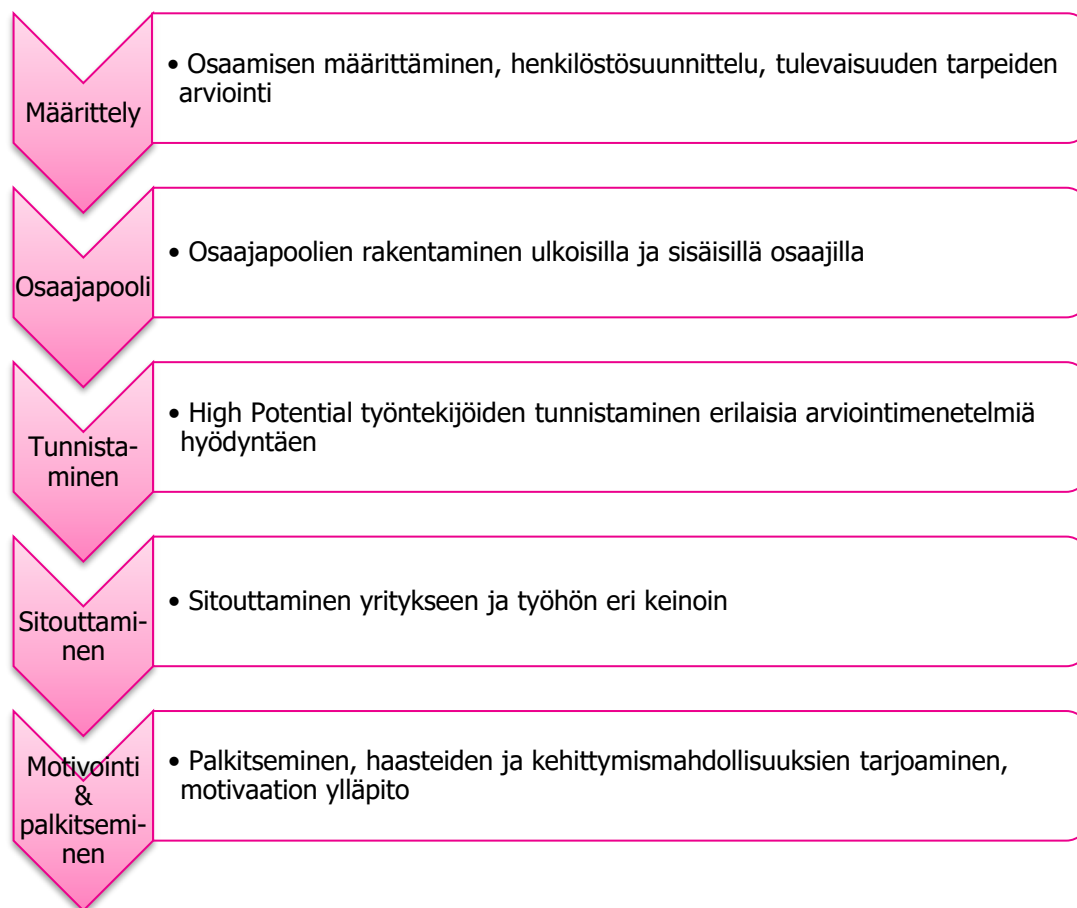 Määrittely
• Osaamisen määrittäminen, henkilöstösuunnittelu, tulevaisuuden tarpeiden
arviointi
Osaajapooli
• Osaajapoolien rakentaminen ulkoisilla ja sisäisillä osaajilla
Tunnista-
minen
• High Potential työntekijöiden tunnistaminen erilaisia arviointimenetelmiä
hyödyntäen
Sitouttami-
nen
• Sitouttaminen yritykseen ja työhön eri keinoin
Motivointi
&
palkitsemi-
nen
• Palkitseminen, haasteiden ja kehittymismahdollisuuksien tarjoaminen,
motivaation ylläpito